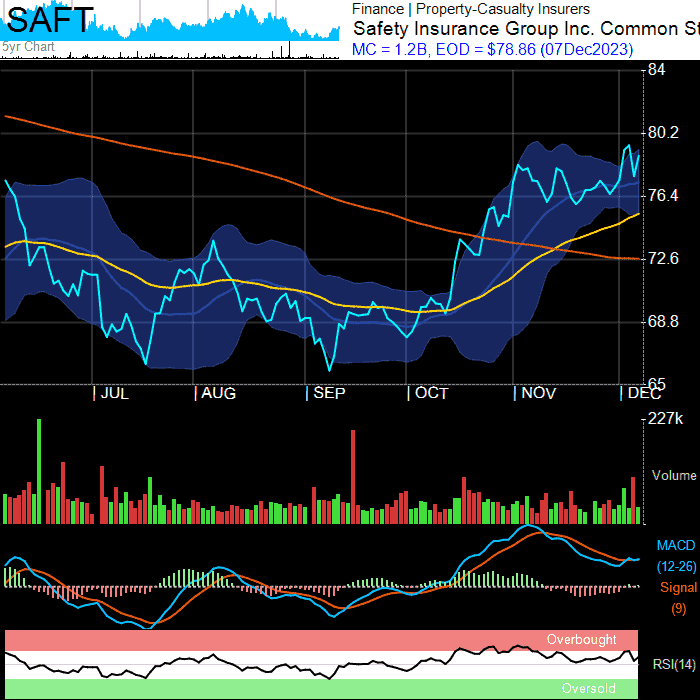 SAFT
5yr Chart
Finance | Property-Casualty Insurers
Safety Insurance Group Inc. Common St
MC = 1.2B, EOD = $78.86 (07Dec2023)
84
80.2
76.4
72.6
68.8
65
JUL
AUG
SEP
OCT
NOV
DEC
227k
Volume
MACD
(12-26)
Signal
(9)
Overbought
RSI(14)
Oversold